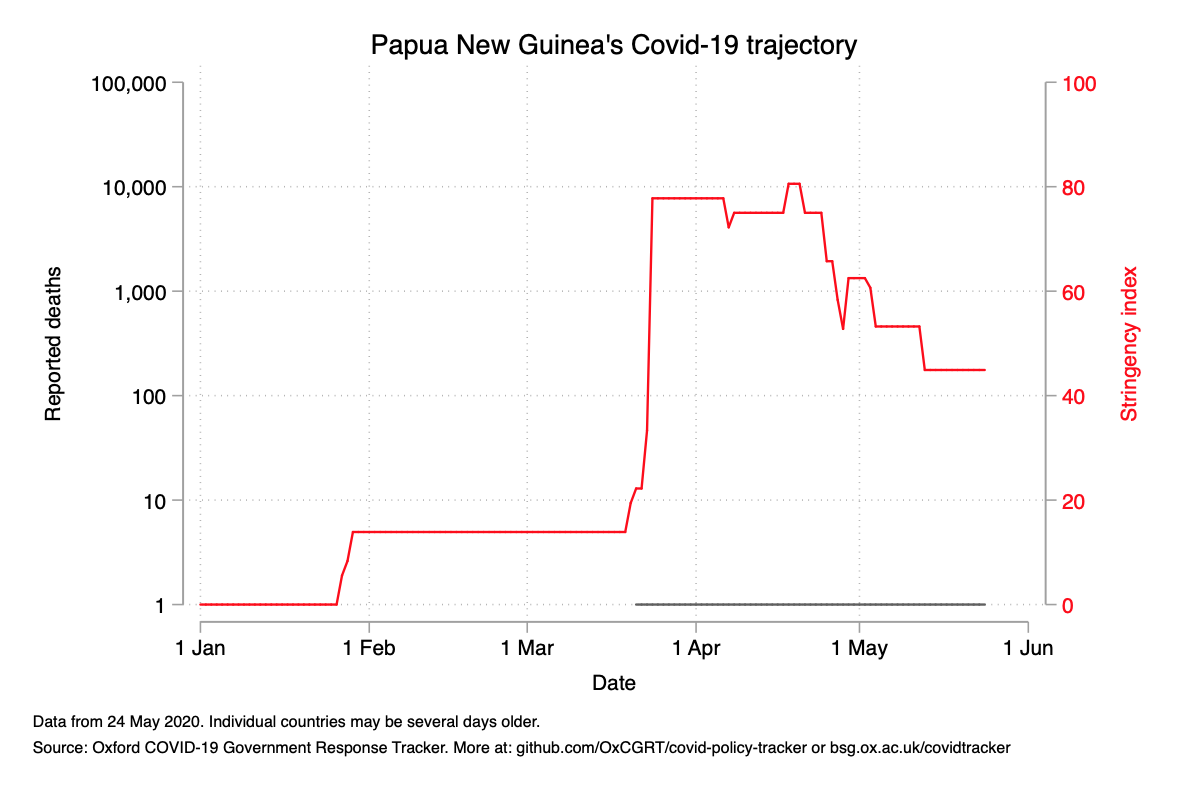 Papua New Guinea's Covid-19 trajectory
100,000
10,000
1,000
100
10
1
Reported deaths
100
80
60
40
20
0
Stringency index
1 Jan 1 Feb 1 Mar 1 Apr 1 May 1 Jun
Date
Data from 24 May 2020. Individual countries may be several days older.
Source: Oxford COVID-19 Government Response Tracker. More at: github.com/OxCGRT/covid-policy-tracker or bsg.ox.ac.uk/covidtracker